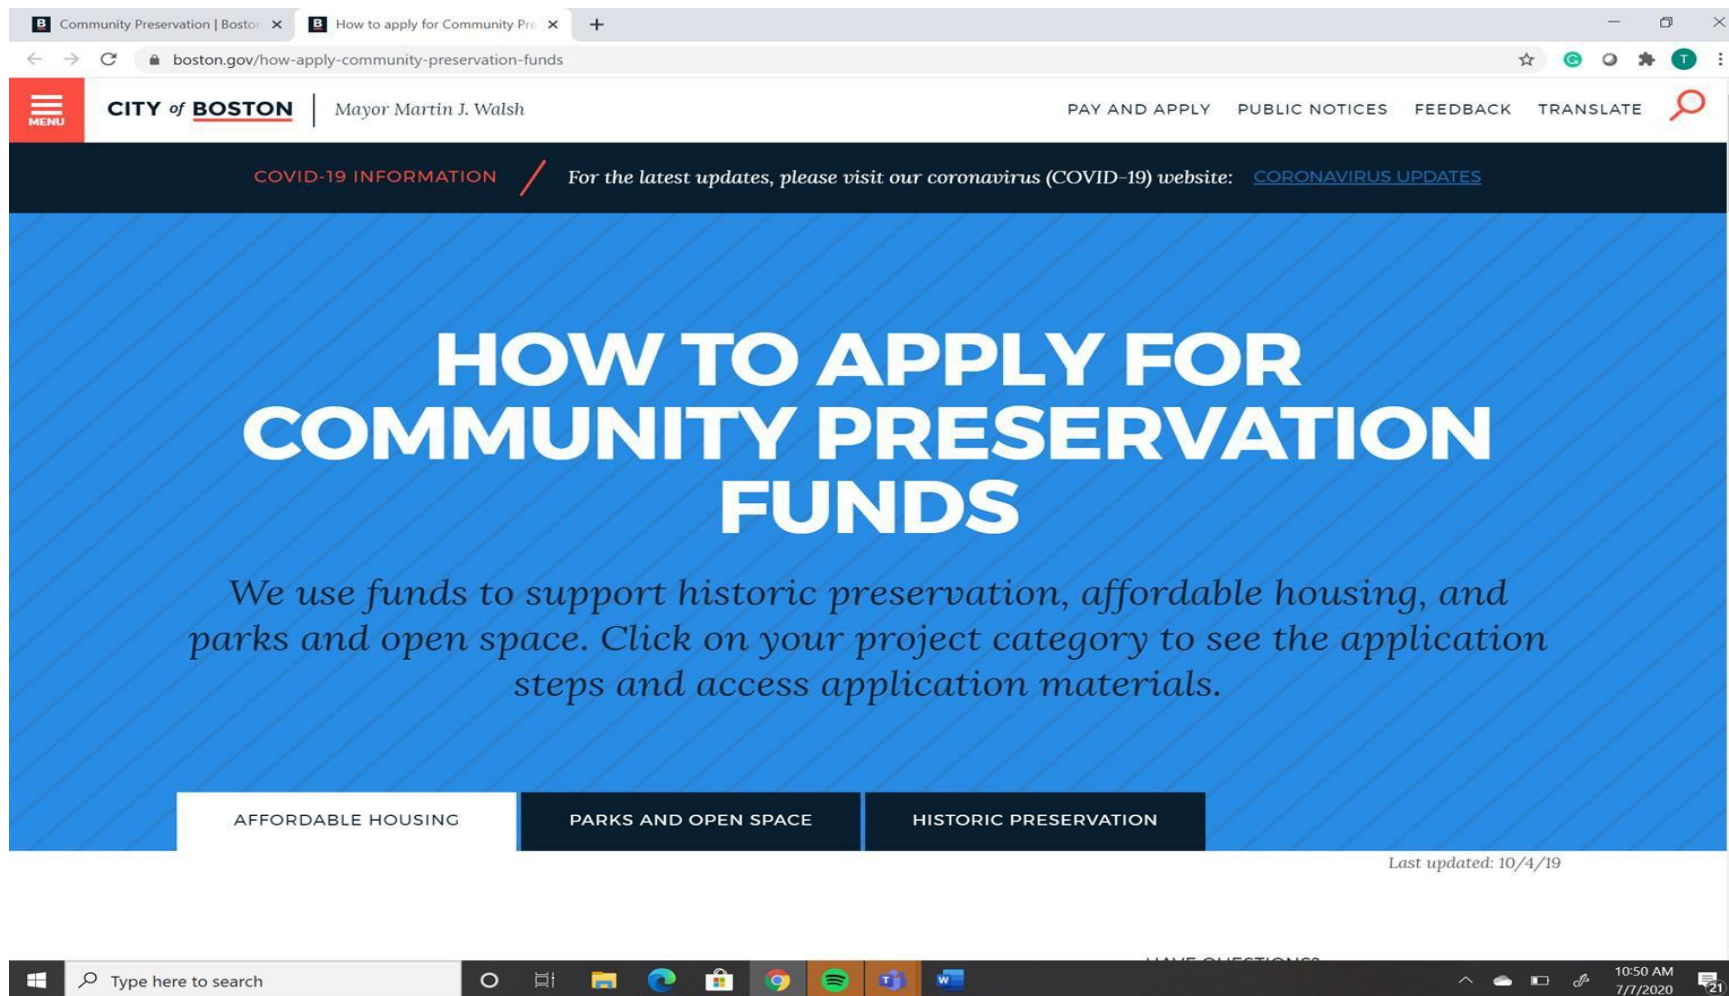 Community Preservation | Boston
How to apply for Community Pre
boston.gov/how-apply-community-preservation-funds
T
MENU
CITY of BOSTON
Mayor Martin J. Walsh
PAY AND APPLY
PUBLIC NOTICES
FEEDBACK
TRANSLATE
COVID-19 INFORMATION
For the latest updates, please visit our coronavirus (COVID-19) website:
CORONAVIRUS UPDATES
HOW TO APPLY FOR
COMMUNITY PRESERVATION
FUNDS
We use funds to support historic preservation, affordable housing, and
parks and open space. Click on your project category to see the application
steps and access application materials.
AFFORDABLE HOUSING
PARKS AND OPEN SPACE
HISTORIC PRESERVATION
Last updated: 10/4/19
HAVE QUESTIONS?
Type here to search
10:50 AM
7/7/2020
21